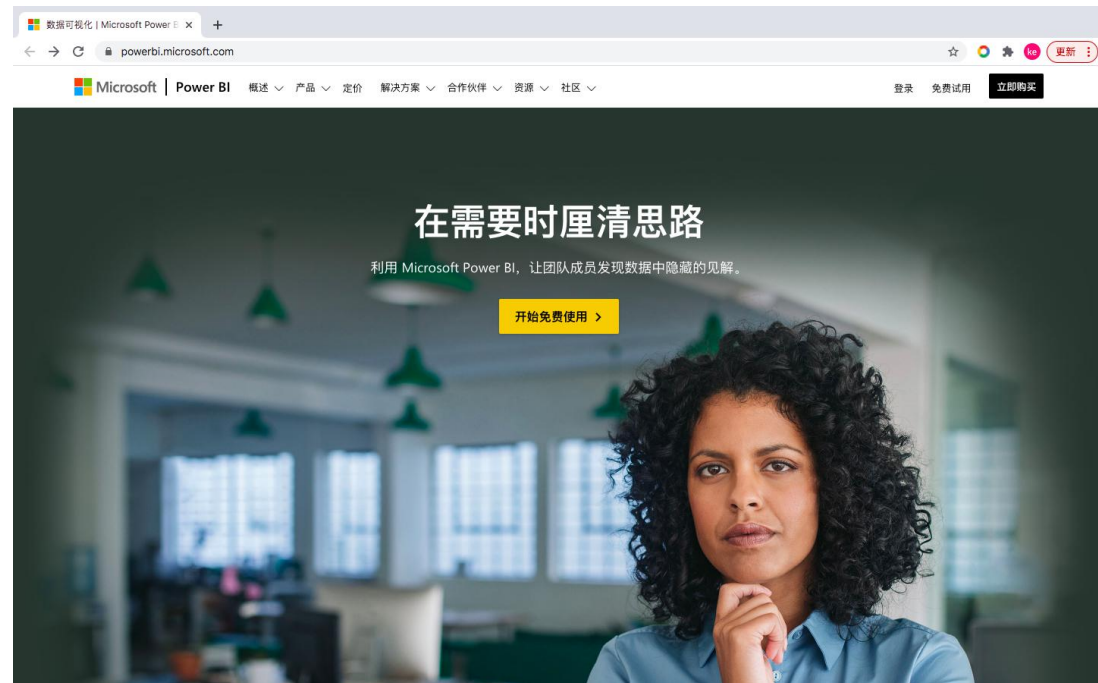 数据可视化 | Microsoft Power B
powerbi.microsoft.com
ke
更新
Microsoft | Power BI 概述 产品 定价 解决方案 合作伙伴 资源 社区 登录 免费试用 立即购买
在需要时厘清思路
利用 Microsoft Power BI，让团队成员发现数据中隐藏的见解。
开始免费使用